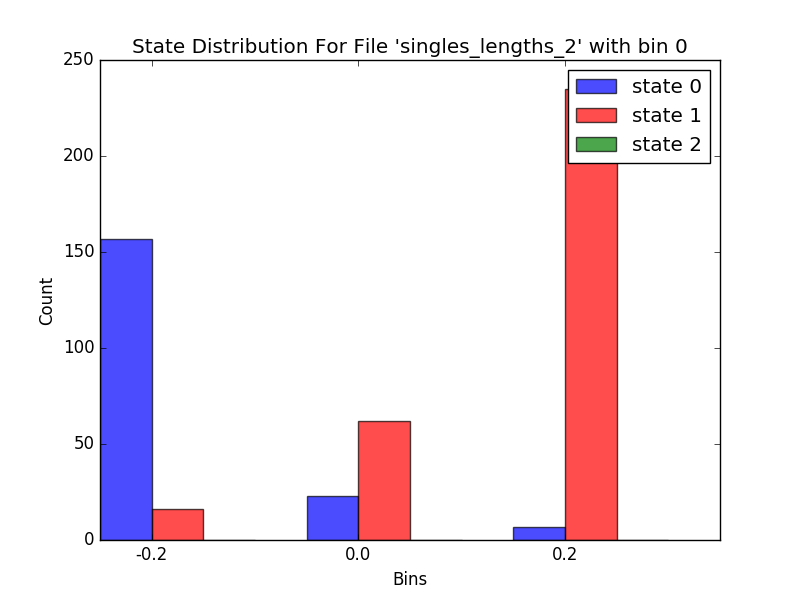 State Distribution For File 'singles_lengths_2' with bin 0
250
200
150
100
50
0
Count
state 0
state 1
state 2
-0.2
0.0
0.2
Bins